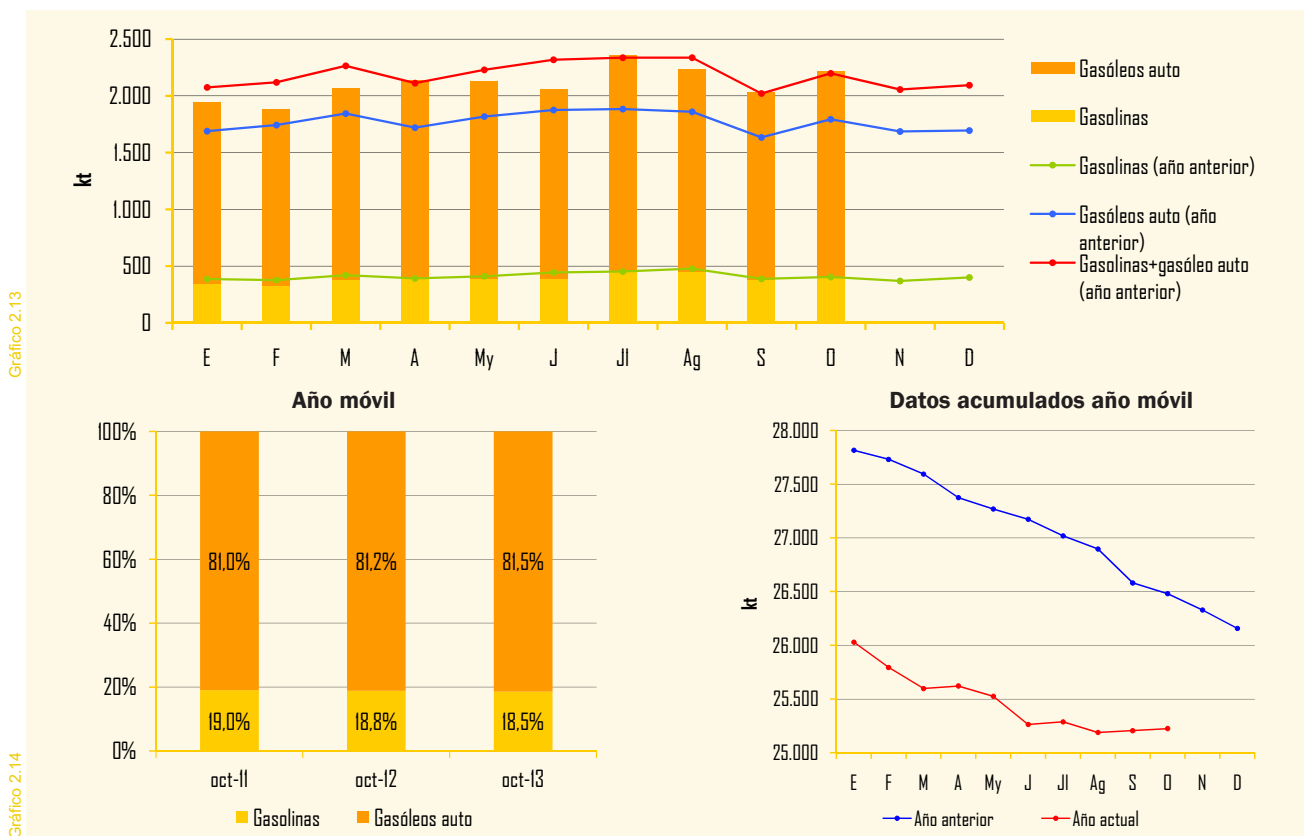 2.500
2.000
1.500
1.000
500
0
kt
E F M A My J Jl Ag S O N D
Gasóleos auto
Gasolinas
Gasolinas (año anterior)
Gasóleos auto (año
anterior)
Gasolinas+gasóleo auto
(año anterior)
Gráfico 2.13
Año móvil
100%
80%
60%
40%
20%
0%
81,0% 81,2% 81,5%
19,0% 18,8% 18,5%
oct-11 oct-12 oct-13
Gasolinas Gasóleos auto
Datos acumulados año móvil
28.000
27.500
27.000
26.500
26.000
25.500
25.000
kt
E F M A My J Jl Ag S O N D
Año anterior Año actual
Gráfico 2.14